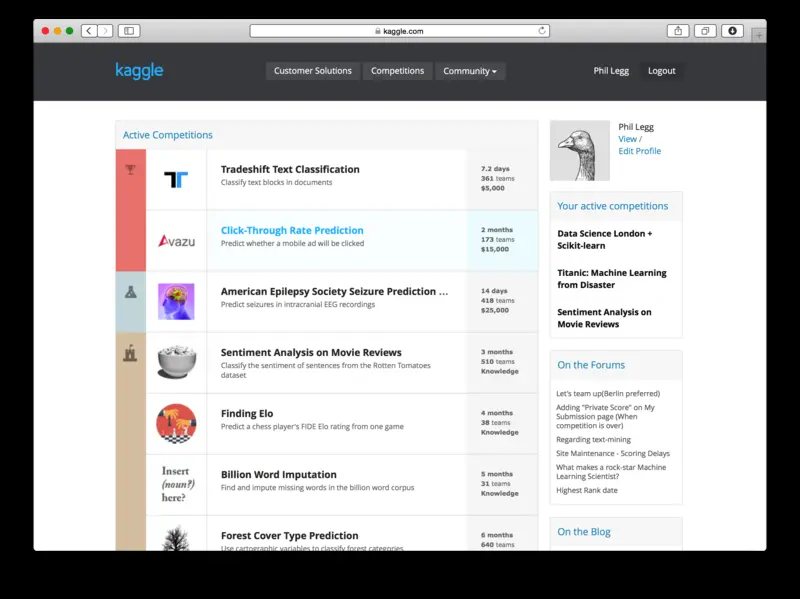 kaggle.com
kaggle
Customer Solutions
Competitions
Community
Phil Legg
Logout
Active Competitions
Tradeshift Text Classification
Classify text blocks in documents
7.2 days
361 teams
$5,000
Avazu
Click-Through Rate Prediction
Predict whether a mobile ad will be clicked
2 months
173 teams
$15,000
American Epilepsy Society Seizure Prediction ...
Predict seizures in intracranial EEG recordings
14 days
418 teams
$25,000
Sentiment Analysis on Movie Reviews
Classify the sentiment of sentences from the Rotten Tomatoes
dataset
3 months
510 teams
Knowledge
Finding Elo
Predict a chess player's FIDE Elo rating from one game
4 months
38 teams
Knowledge
Insert
(noun?)
here?
Billion Word Imputation
Find and impute missing words in the billion word corpus
5 months
31 teams
Knowledge
Forest Cover Type Prediction
Use cartographic variables to classify forest categories
6 months
640 teams
Phil Legg
View /
Edit Profile
Your active competitions
Data Science London +
Scikit-learn
Titanic: Machine Learning
from Disaster
Sentiment Analysis on
Movie Reviews
On the Forums
Let's team up(Berlin preferred)
Adding "Private Score" on My
Submission page (When
competition is over)
Regarding text-mining
Site Maintenance - Scoring Delays
What makes a rock-star Machine
Learning Scientist?
Highest Rank date
On the Blog